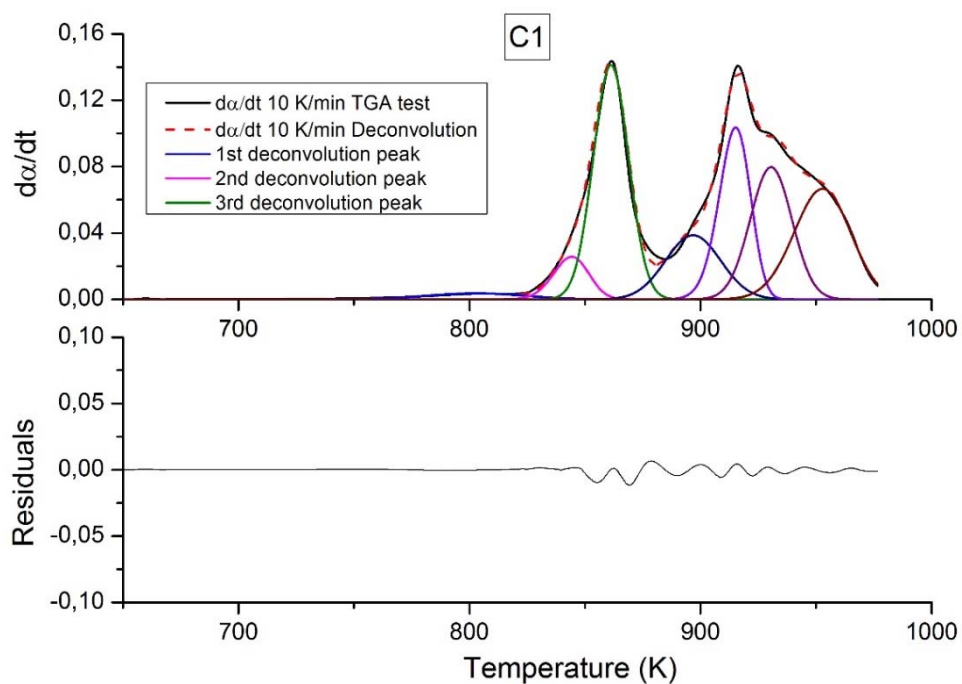 C1
0,16
0,12
0,08
0,04
0,00
dα/dt
dα/dt 10 K/min TGA test
dα/dt 10 K/min Deconvolution
1st deconvolution peak
2nd deconvolution peak
3rd deconvolution peak
700
800
900
1000
0,10
0,05
0,00
-0,05
-0,10
Residuals
700
800
900
1000
Temperature (K)